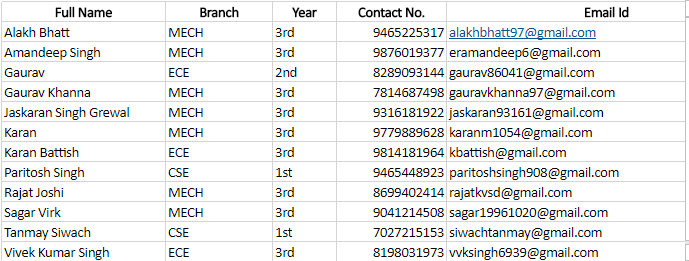 Full Name Branch Year Contact No. Email Id
Alakh Bhatt MECH 3rd 9465225317 alakhbhatt97@gmail.com
Amandeep Singh MECH 3rd 9876019377 eramandeep6@gmail.com
Gaurav ECE 2nd 8289093144 gaurav86041@gmail.com
Gaurav Khanna MECH 3rd 7814687498 gauravkhanna97@gmail.com
Jaskaran Singh Grewal MECH 3rd 9316181922 jaskaran93161@gmail.com
Karan MECH 3rd 9779889628 karanm1054@gmail.com
Karan Battish ECE 3rd 9814181964 kbattish@gmail.com
Paritosh Singh CSE 1st 9465448923 paritoshsingh908@gmail.com
Rajat Joshi MECH 3rd 8699402414 rajatkvsd@gmail.com
Sagar Virk MECH 3rd 9041214508 sagar19961020@gmail.com
Tanmay Siwach CSE 1st 7027215153 siwachtanmay@gmail.com
Vivek Kumar Singh ECE 3rd 8198031973 vvksingh6939@gmail.com